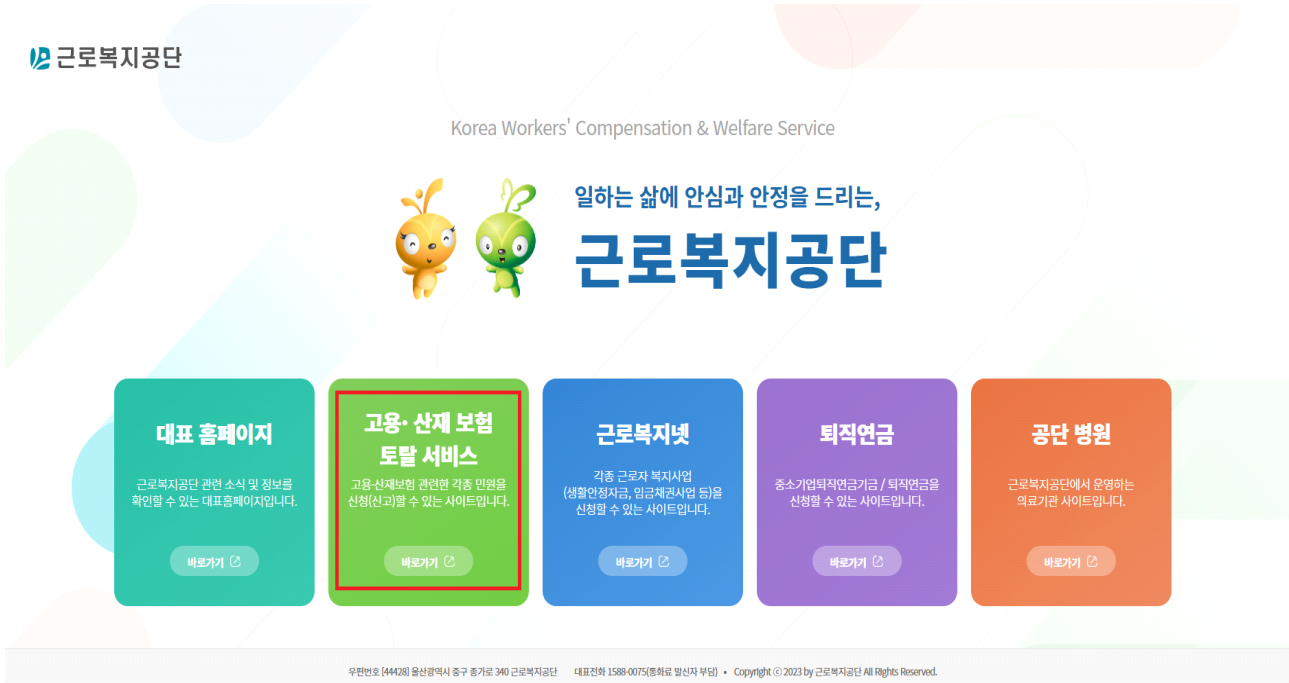 근로복지공단
Korea Workers' Compensation & Welfare Service
일하는 삶에 안심과 안정을 드리는,
근로복지공단
대표 홈페이지
근로복지공단 관련 소식 및 정보를
확인할 수 있는 대표홈페이지입니다.
바로가기
고용· 산재 보험
토탈 서비스
고용·산재보험 관련한 각종 민원을
신청(신고)할 수 있는 사이트입니다.
바로가기
근로복지넷
각종 근로자 복지사업
(생활안정자금, 임금채권사업 등)을
신청할 수 있는 사이트입니다.
바로가기
퇴직연금
중소기업퇴직연금기금 / 퇴직연금을
신청할 수 있는 사이트입니다.
바로가기
공단 병원
근로복지공단에서 운영하는
의료기관 사이트입니다.
바로가기
우편번호 [44428] 울산광역시 중구 종가로 340 근로복지공단 대표전화 1588-0075(통화료 발신자 부담) • Copyright ⓒ 2023 by 근로복지공단 All Rights Reserved.